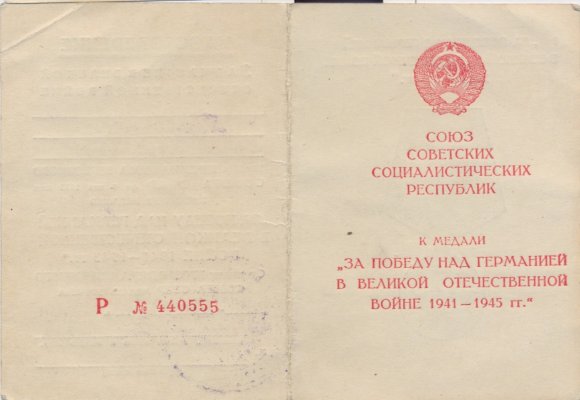 Р № 440555
СОЮЗ
СОВЕТСКИХ
СОЦИАЛИСТИЧЕСКИХ
РЕСПУБЛИК
К МЕДАЛИ
„ЗА ПОБЕДУ НАД ГЕРМАНИЕЙ
В ВЕЛИКОЙ ОТЕЧЕСТВЕННОЙ
ВОЙНЕ 1941 — 1945 гг.“